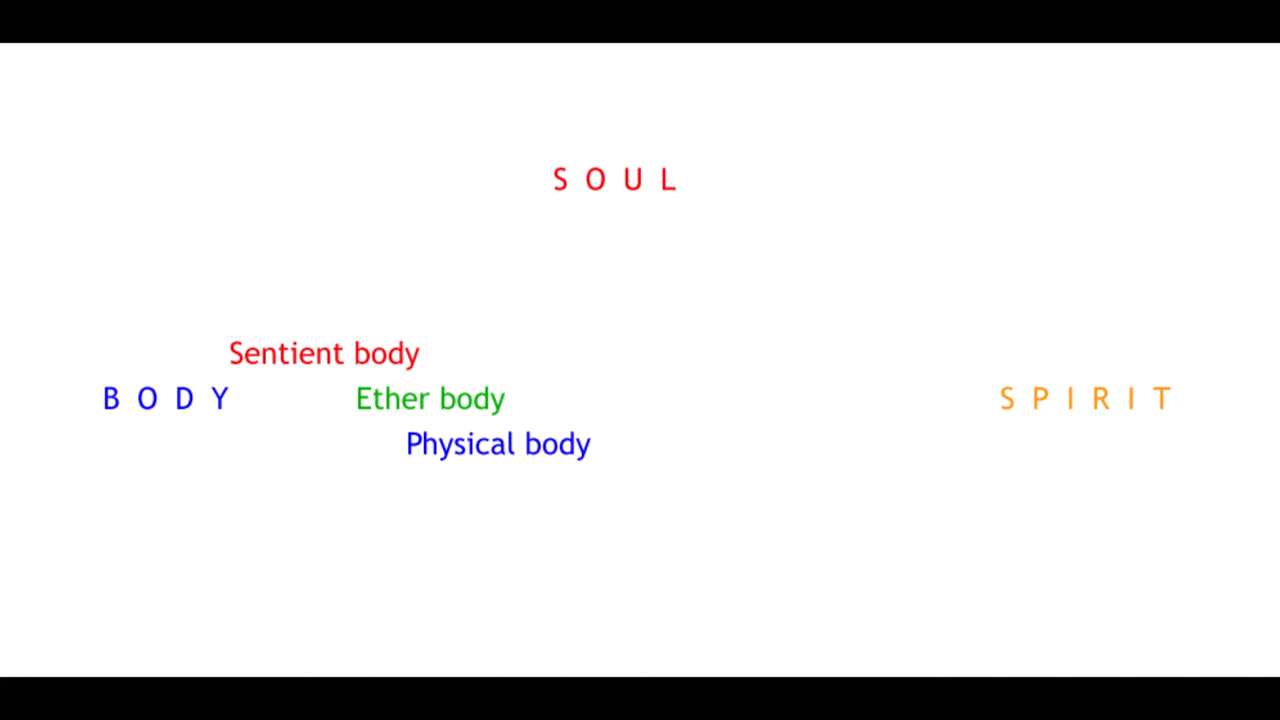 S O U L
Sentient body
B O D Y Ether body S P I R I T
Physical body